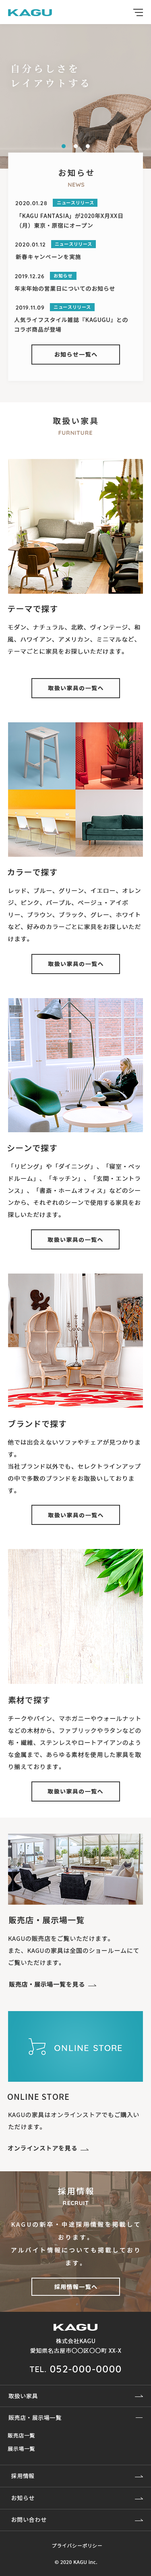 KAGU
自分らしさを
レイアウトする
お知らせ
NEWS
2020.01.28 ニュースリリース
「KAGU FANTASIA」が2020年X月XX日
（月）東京・原宿にオープン
2020.01.12 ニュースリリース
新春キャンペーンを実施
2019.12.26 お知らせ
年末年始の営業日についてのお知らせ
2019.11.09 ニュースリリース
人気ライフスタイル雑誌『KAGUGU』との
コラボ商品が登場
お知らせ一覧へ
取扱い家具
FURNITURE
テーマで探す
モダン、ナチュラル、北欧、ヴィンテージ、和
風、ハワイアン、アメリカン、ミニマルなど、
テーマごとに家具をお探しいただけます。
取扱い家具の一覧へ
カラーで探す
レッド、ブルー、グリーン、イエロー、オレン
ジ、ピンク、パープル、ベージュ・アイボ
リー、ブラウン、ブラック、グレー、ホワイト
など、好みのカラーごとに家具をお探しいただ
けます。
取扱い家具の一覧へ
シーンで探す
「リビング」や「ダイニング」、「寝室・ベッ
ドルーム」、「キッチン」、「玄関・エントラ
ンス」、「書斎・ホームオフィス」などのシー
ンから、それぞれのシーンで使用する家具をお
探しいただけます。
取扱い家具の一覧へ
ブランドで探す
他では出会えないソファやチェアが見つかりま
す。
当社ブランド以外でも、セレクトラインアップ
の中で多数のブランドをお取扱いしておりま
す。
取扱い家具の一覧へ
素材で探す
チークやパイン、マホガニーやウォールナット
などの木材から、ファブリックやラタンなどの
布・繊維、ステンレスやロートアイアンのよう
な金属まで、あらゆる素材を使用した家具を取
り揃えております。
取扱い家具の一覧へ
販売店・展示場一覧
KAGUの販売店をご覧いただけます。
また、KAGUの家具は全国のショールームにて
ご覧いただけます。
販売店・展示場一覧を見る
ONLINE STORE
ONLINE STORE
KAGUの家具はオンラインストアでもご購入い
ただけます。
オンラインストアを見る
採用情報
RECRUIT
KAGUの新卒・中途採用情報を掲載して
おります。
アルバイト情報についても掲載しており
ます。
採用情報一覧へ
KAGU
株式会社KAGU
愛知県名古屋市〇〇区〇〇町 XX-X
TEL. 052-000-0000
取扱い家具
販売店・展示場一覧
販売店一覧
展示場一覧
採用情報
お知らせ
お問い合わせ
プライバシーポリシー
© 2020 KAGU Inc.